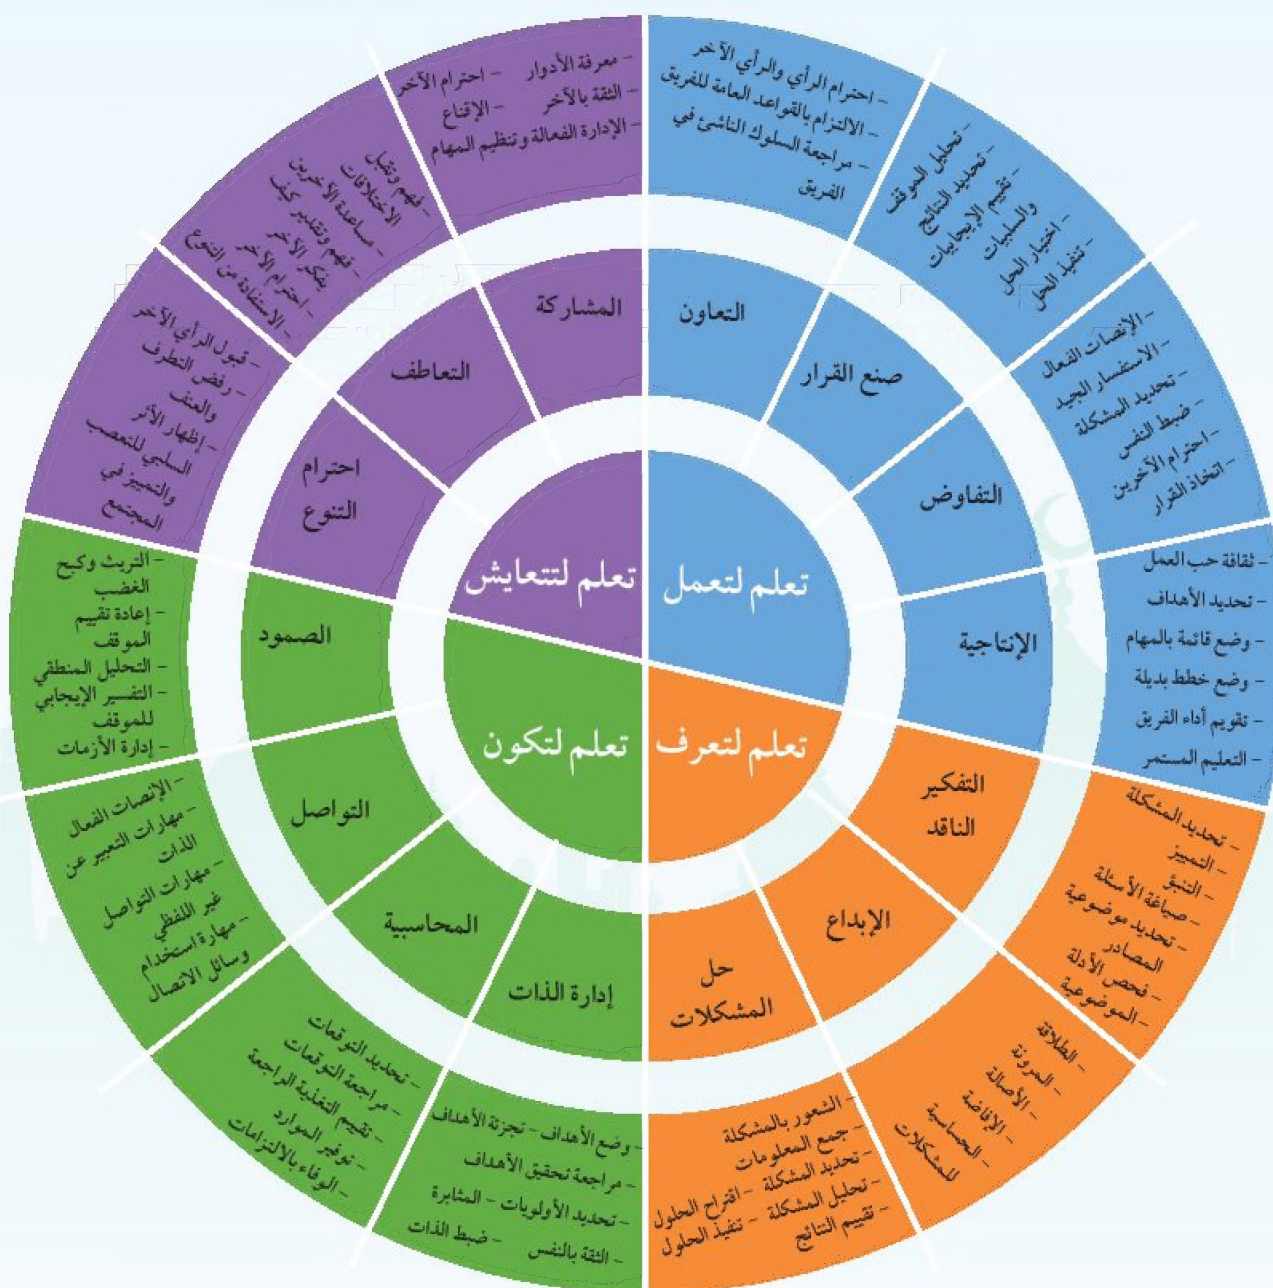 تعلم لتعمل
التعاون
- احترام الرأي والرأي الآخر
- الالتزام بالقواعد العامة للفريق
- مراجعة السلوك الناشئ في
الفريق
صنع القرار
- تحليل الموقف
- تحديد النتائج
- تقييم الإيجابيات
والسلبيات
- اختيار الحل
- تنفيذ الحل
التفاوض
- الإنصات الفعال
- الاستفسار الجيد
- تحديد المشكلة
- ضبط النفس
- احترام الآخرين
- اتخاذ القرار
الإنتاجية
- ثقافة حب العمل
- تحديد الأهداف
- وضع قائمة بالمهام
- وضع خطط بديلة
- تقويم أداء الفريق
- التعليم المستمر
تعلم لتعرف
التفكير
الناقد
- تحديد المشكلة
- التمييز
- التنبؤ
- صياغة الأسئلة
- تحديد موضوعية
المصادر
- فحص الأدلة
- الموضوعية
الإبداع
- الطلاقة
- المرونة
- الأصالة
- الإفاضة
- الحساسية
للمشكلات
حل
المشكلات
- الشعور بالمشكلة
- جمع المعلومات
- تحديد المشكلة - اقتراح الحلول
- تحليل المشكلة - تنفيذ الحلول
- تقييم النتائج
تعلم لتكون
إدارة الذات
- وضع الأهداف - تجزئة الأهداف
- مراجعة تحقيق الأهداف
- تحديد الأولويات - المثابرة
- الثقة بالنفس - ضبط الذات
المحاسبية
- تحديد التوقعات
- مراجعة التوقعات
- تقييم التغذية الراجعة
- توفير الموارد
- الوفاء بالالتزامات
التواصل
- الإنصات الفعال
- مهارات التعبير عن
الذات
- مهارات التواصل
غير اللفظي
- مهارة استخدام
وسائل الاتصال
الصمود
- التريث وكبح
الغضب
- إعادة تقييم
الموقف
- التحليل المنطقي
- التفسير الإيجابي
للموقف
- إدارة الأزمات
تعلم لتتعايش
احترام
التنوع
- قبول الرأي الآخر
- رفض التطرف
والعنف
- إظهار الأثر
السلبي للتعصب
والتمييز في
المجتمع
التعاطف
- فهم وتقبل
الاختلافات
- مساعدة الآخرين
- فهم وتقدير كيف
يفكر الآخر
- احترام الآخر
- الاستفادة من التنوع
المشاركة
- معرفة الأدوار - احترام الآخر
- الثقة بالآخر - الإقناع
- الإدارة الفعالة وتنظيم المهام